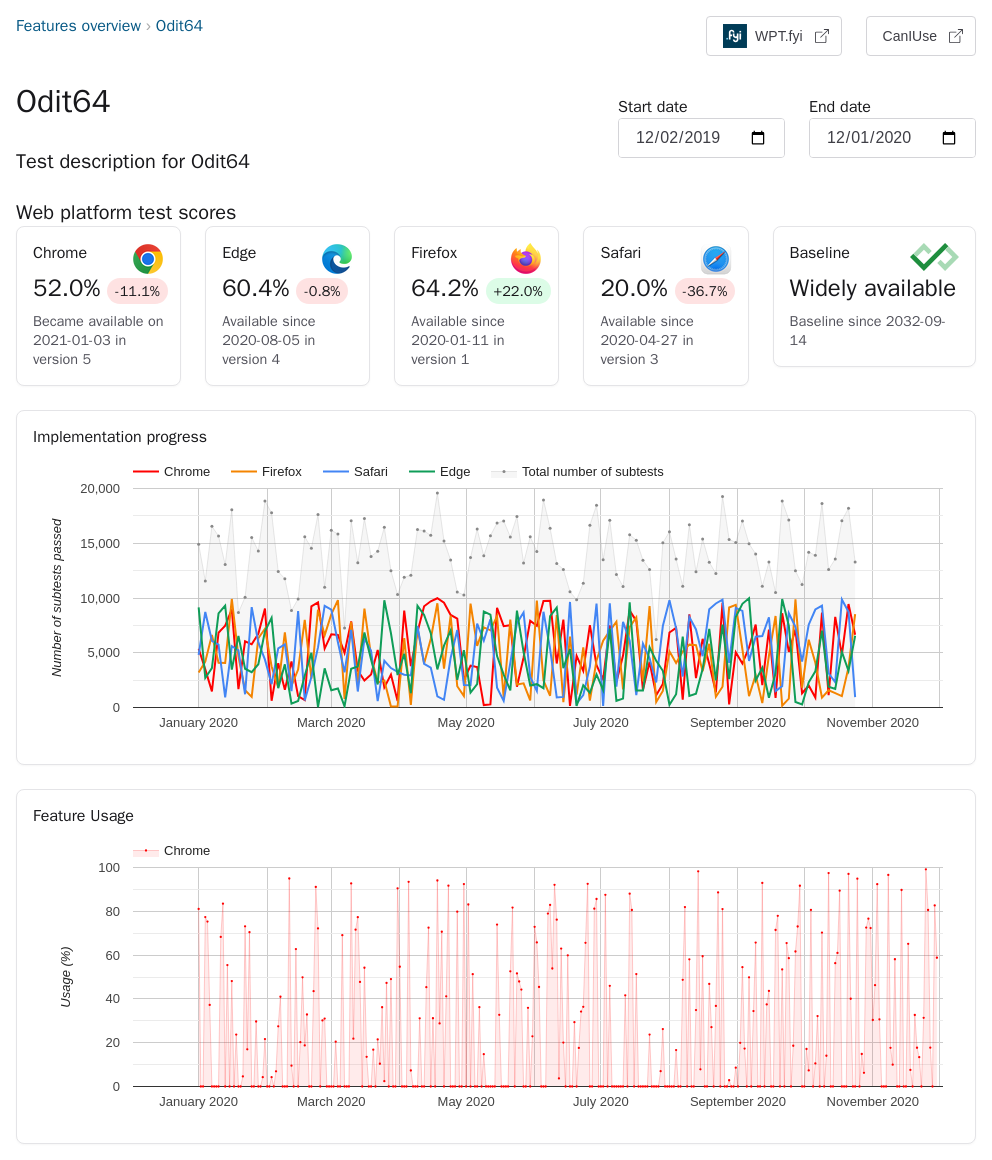 Features overview › Odit64
.fyi WPT.fyi
CanIUse
Odit64
Start date
End date
12/02/2019
12/01/2020
Test description for Odit64
Web platform test scores
Chrome
52.0% -11.1%
Became available on
2021-01-03 in
version 5
Edge
60.4% -0.8%
Available since
2020-08-05 in
version 4
Firefox
64.2% +22.0%
Available since
2020-01-11 in
version 1
Safari
20.0% -36.7%
Available since
2020-04-27 in
version 3
Baseline
Widely available
Baseline since 2032-09-
14
Implementation progress
Chrome Firefox Safari Edge Total number of subtests
Number of subtests passed
20,000
15,000
10,000
5,000
0
January 2020 March 2020 May 2020 July 2020 September 2020 November 2020
Feature Usage
Chrome
Usage (%)
100
80
60
40
20
0
January 2020 March 2020 May 2020 July 2020 September 2020 November 2020